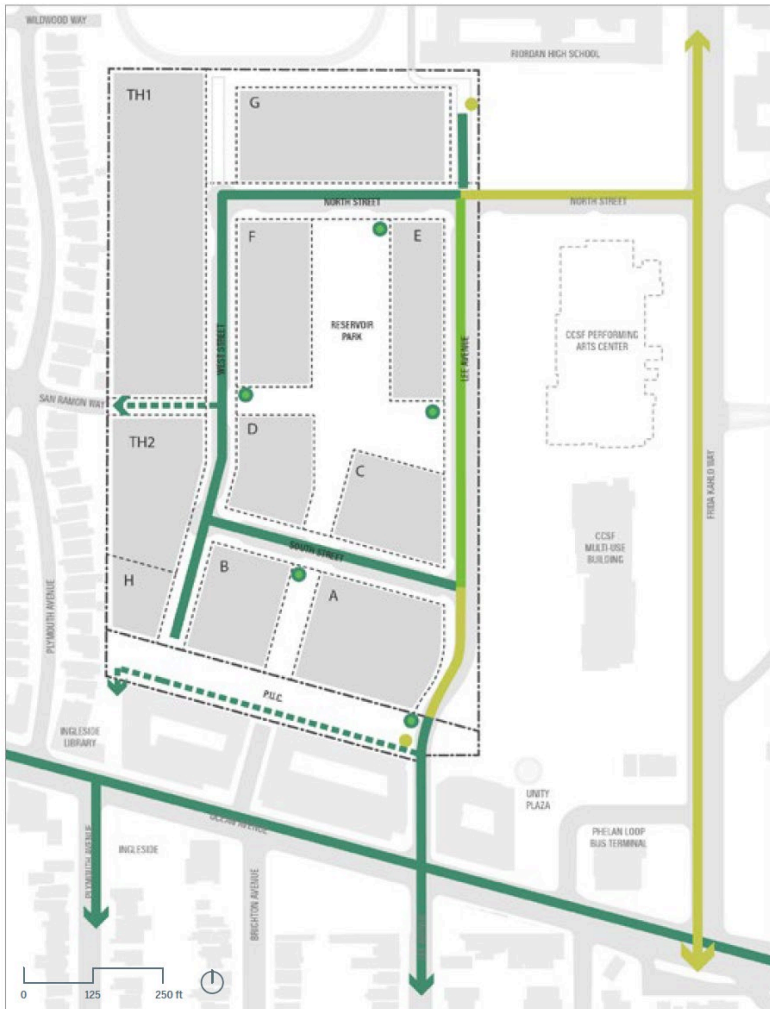 WILDWOOD WAY
RIORDAN HIGH SCHOOL
TH1
G
NORTH STREET
NORTH STREET
F
E
RESERVOIR
PARK
WEST STREET
LEE AVENUE
CCSF PERFORMING
ARTS CENTER
SAN RAMON WAY
TH2
D
C
FRIDA KAHLO WAY
SOUTH STREET
CCSF
MULTI-USE
BUILDING
H
B
A
PLYMOUTH AVENUE
P.U.C.
INGLESIDE
LIBRARY
UNITY
PLAZA
OCEAN AVENUE
PHELAN LOOP
BUS TERMINAL
PLYMOUTH AVENUE
INGLESIDE
BRIGHTON AVENUE
0 125 250 ft